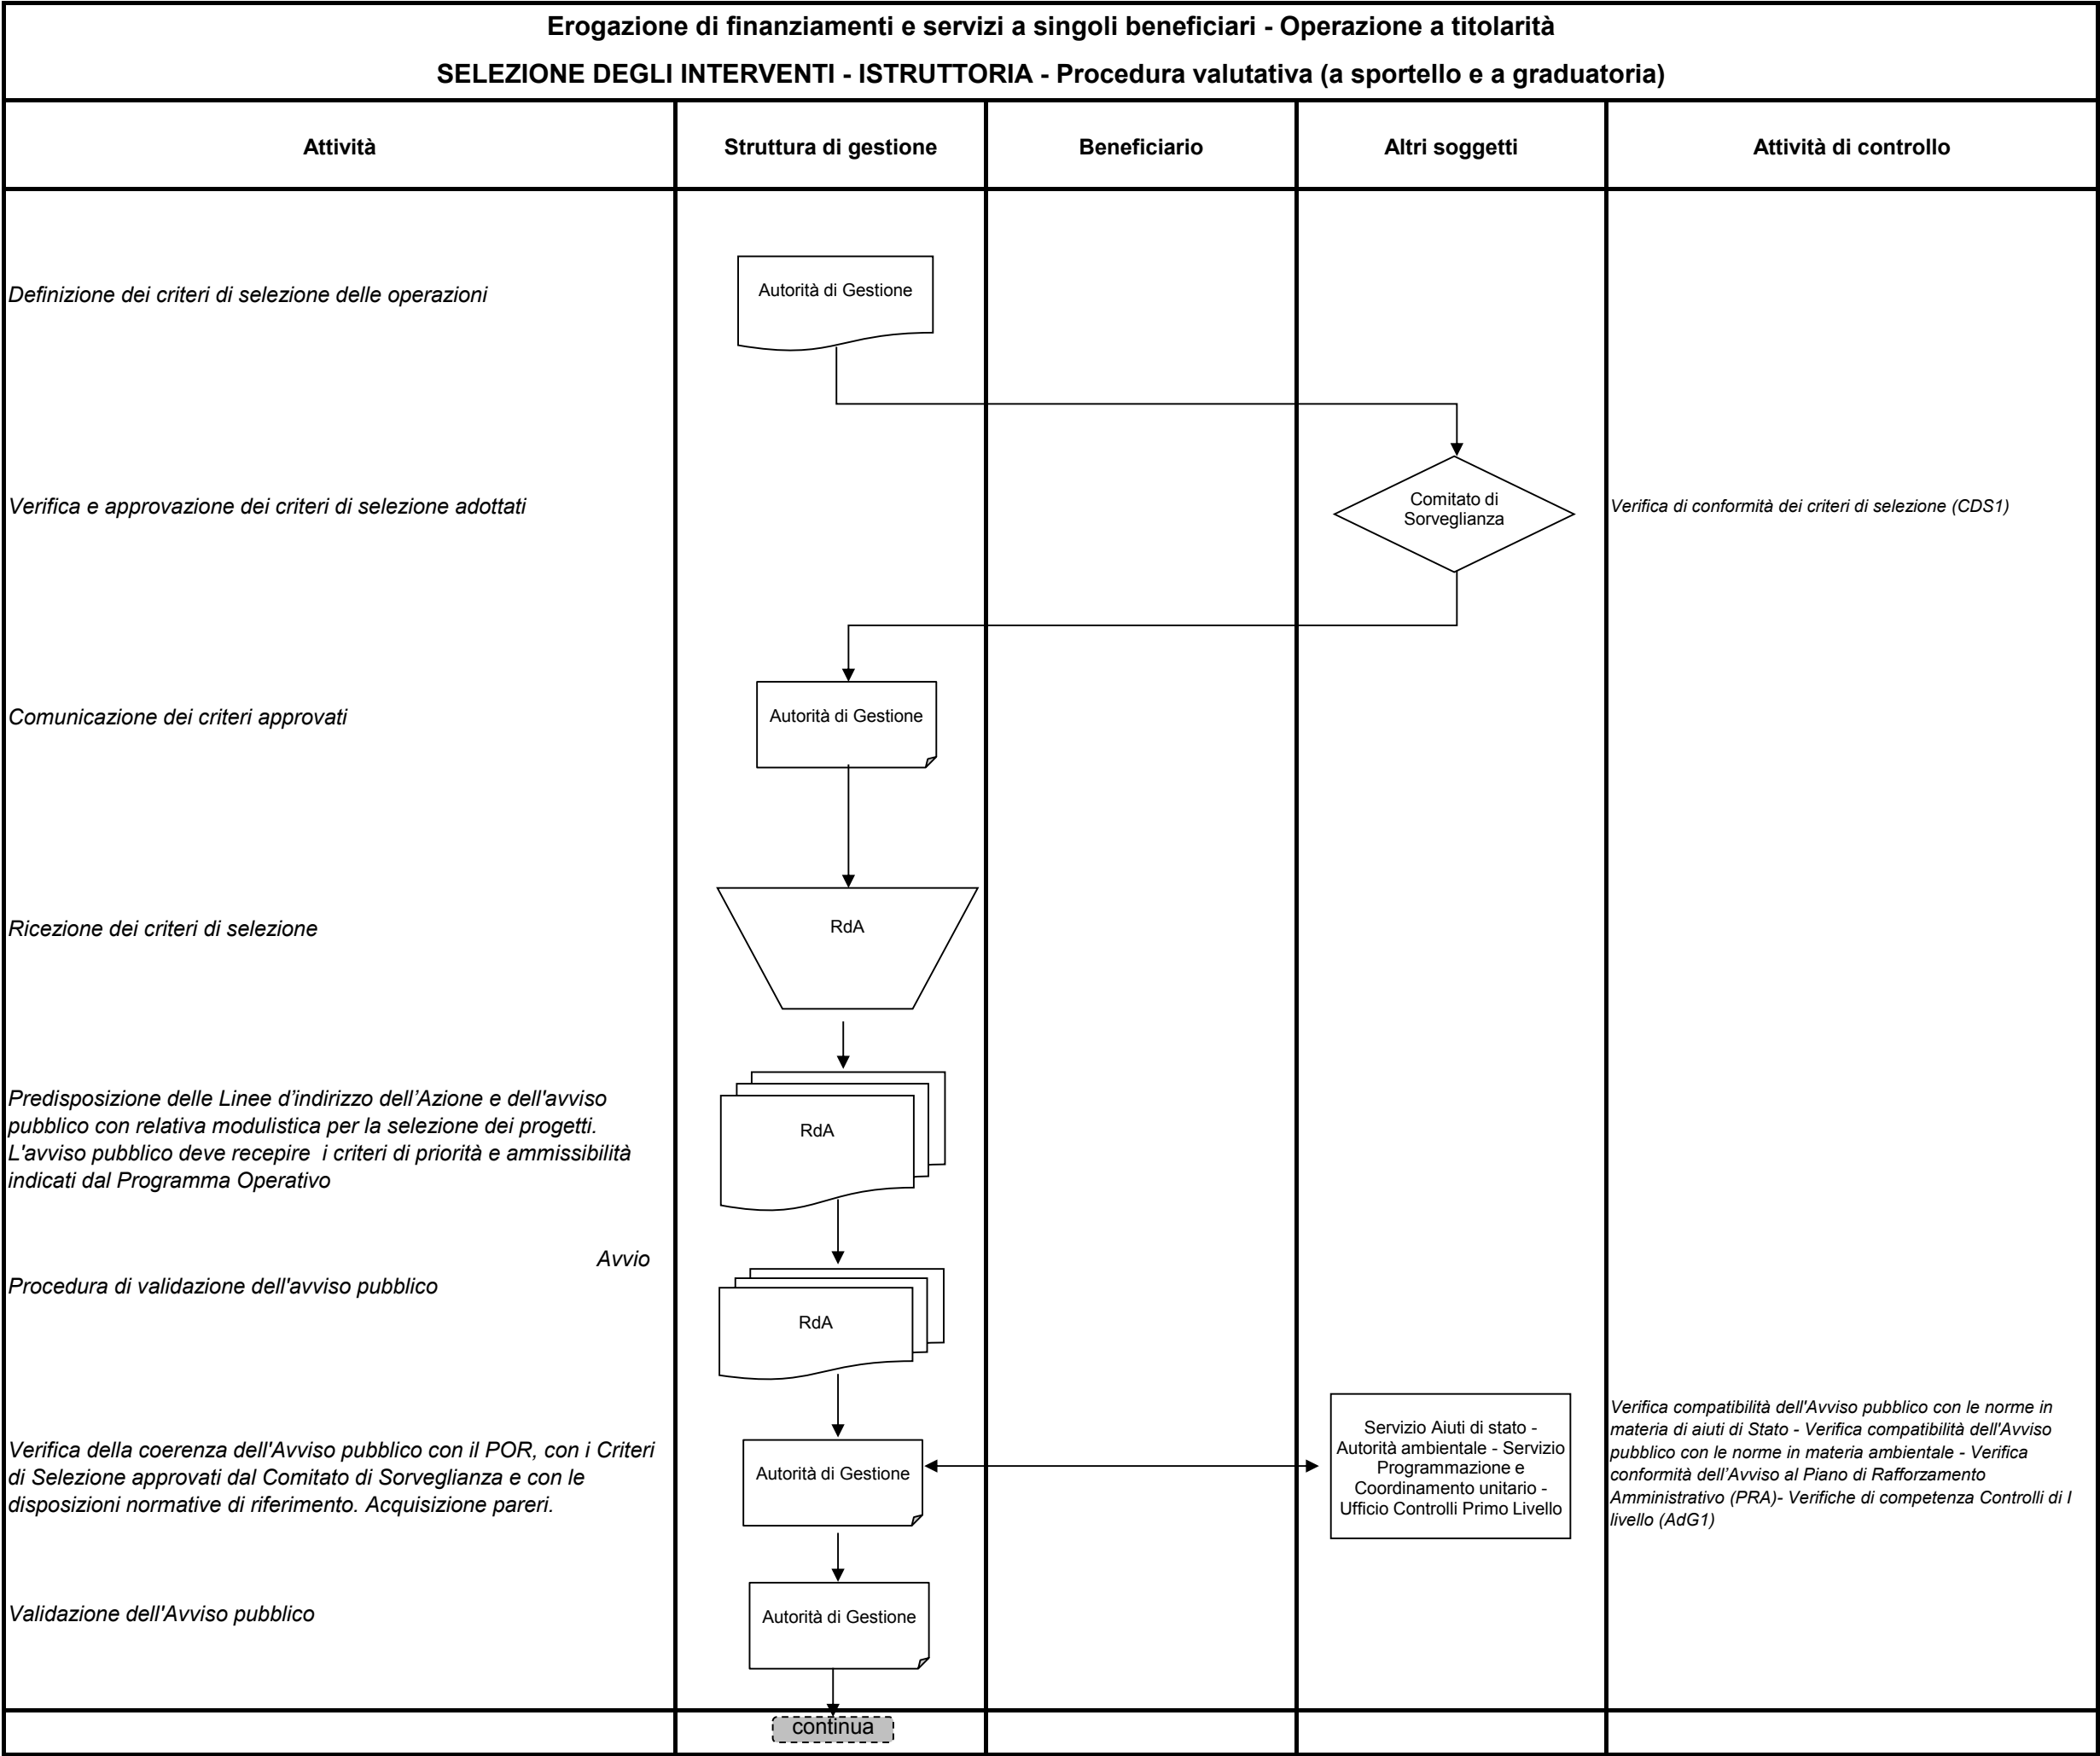 Erogazione di finanziamenti e servizi a singoli beneficiari - Operazione a titolarità
SELEZIONE DEGLI INTERVENTI - ISTRUTTORIA - Procedura valutativa (a sportello e a graduatoria)
Attività
Struttura di gestione
Beneficiario
Altri soggetti
Attività di controllo
Definizione dei criteri di selezione delle operazioni
Autorità di Gestione
Verifica e approvazione dei criteri di selezione adottati
Comitato di
Sorveglianza
Verifica di conformità dei criteri di selezione (CDS1)
Comunicazione dei criteri approvati
Autorità di Gestione
Ricezione dei criteri di selezione
RdA
Predisposizione delle Linee d’indirizzo dell’Azione e dell'avviso
pubblico con relativa modulistica per la selezione dei progetti.
L'avviso pubblico deve recepire  i criteri di priorità e ammissibilità
indicati dal Programma Operativo
RdA
Avvio
Procedura di validazione dell'avviso pubblico
RdA
Verifica della coerenza dell'Avviso pubblico con il POR, con i Criteri
di Selezione approvati dal Comitato di Sorveglianza e con le
disposizioni normative di riferimento. Acquisizione pareri.
Autorità di Gestione
Servizio Aiuti di stato -
Autorità ambientale - Servizio
Programmazione e
Coordinamento unitario -
Ufficio Controlli Primo Livello
Verifica compatibilità dell'Avviso pubblico con le norme in
materia di aiuti di Stato - Verifica compatibilità dell'Avviso
pubblico con le norme in materia ambientale - Verifica
conformità dell’Avviso al Piano di Rafforzamento
Amministrativo (PRA)- Verifiche di competenza Controlli di I
livello (AdG1)
Validazione dell'Avviso pubblico
Autorità di Gestione
continua